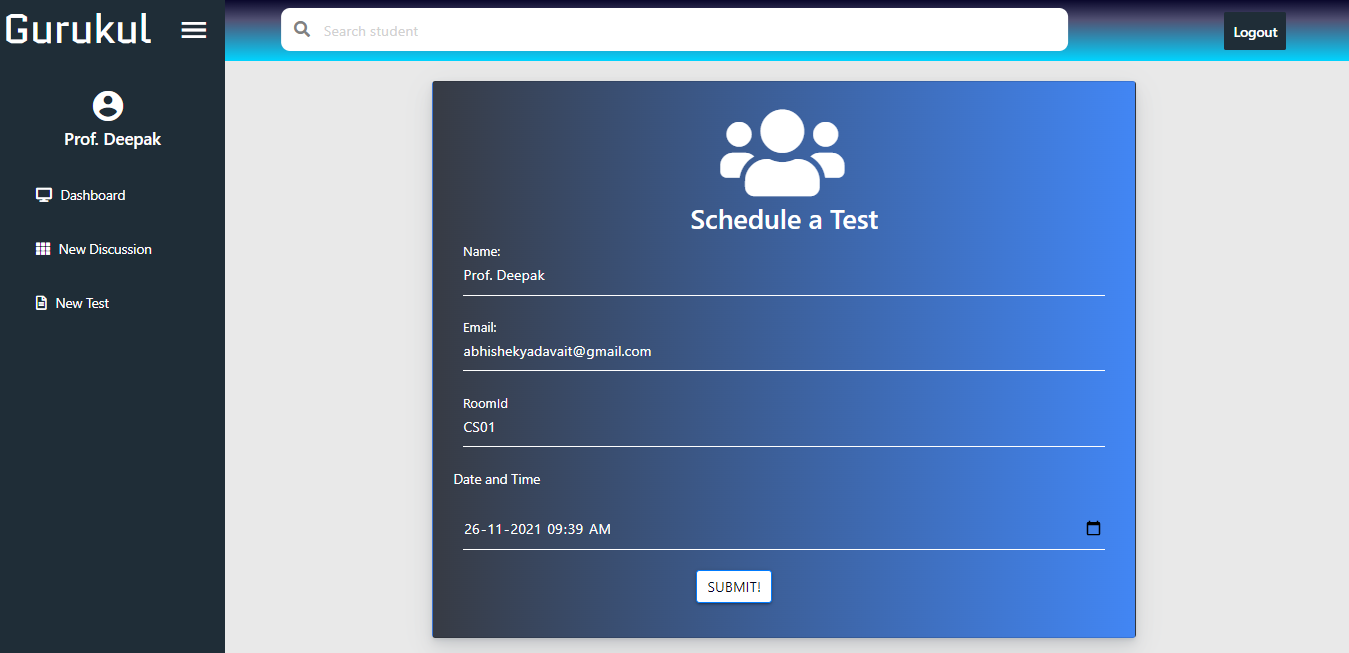 Gurukul
Search student
Logout
Prof. Deepak
Dashboard
New Discussion
New Test
Schedule a Test
Name:
Prof. Deepak
Email:
abhishekyadavait@gmail.com
RoomId
CS01
Date and Time
26-11-2021 09:39 AM
SUBMIT!